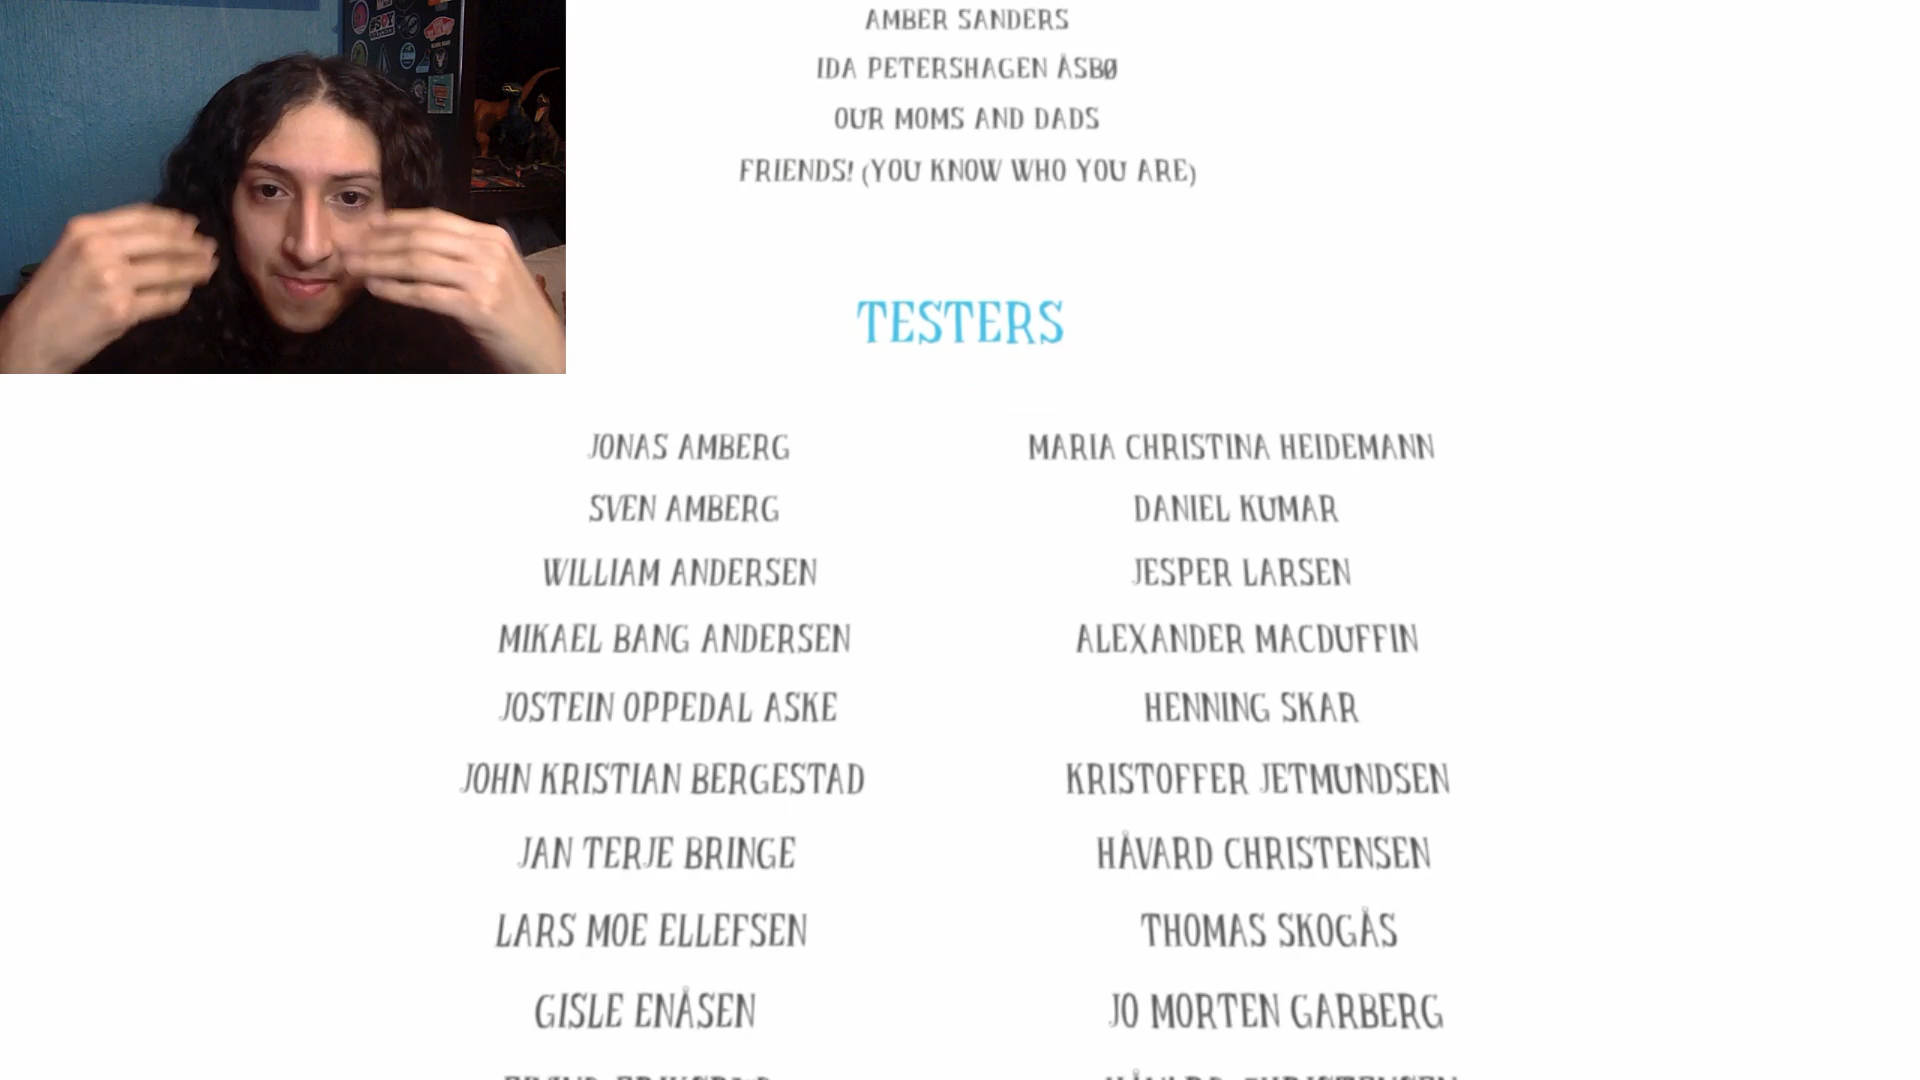 AMBER SANDERS
IDA PETERSHAGEN ÅSBØ
OUR MOMS AND DADS
FRIENDS! (YOU KNOW WHO YOU ARE)
TESTERS
JONAS AMBERG MARIA CHRISTINA HEIDEMANN
SVEN AMBERG DANIEL KUMAR
WILLIAM ANDERSEN JESPER LARSEN
MIKAEL BANG ANDERSEN ALEXANDER MACDUFFIN
JOSTEIN OPPEDAL ASKE HENNING SKAR
JOHN KRISTIAN BERGESTAD KRISTOFFER JETMUNDSEN
JAN TERJE BRINGE HÅVARD CHRISTENSEN
LARS MOE ELLEFSEN THOMAS SKOGÅS
GISLE ENÅSEN JO MORTEN GARBERG
HÅVARD CHRISTENSEN